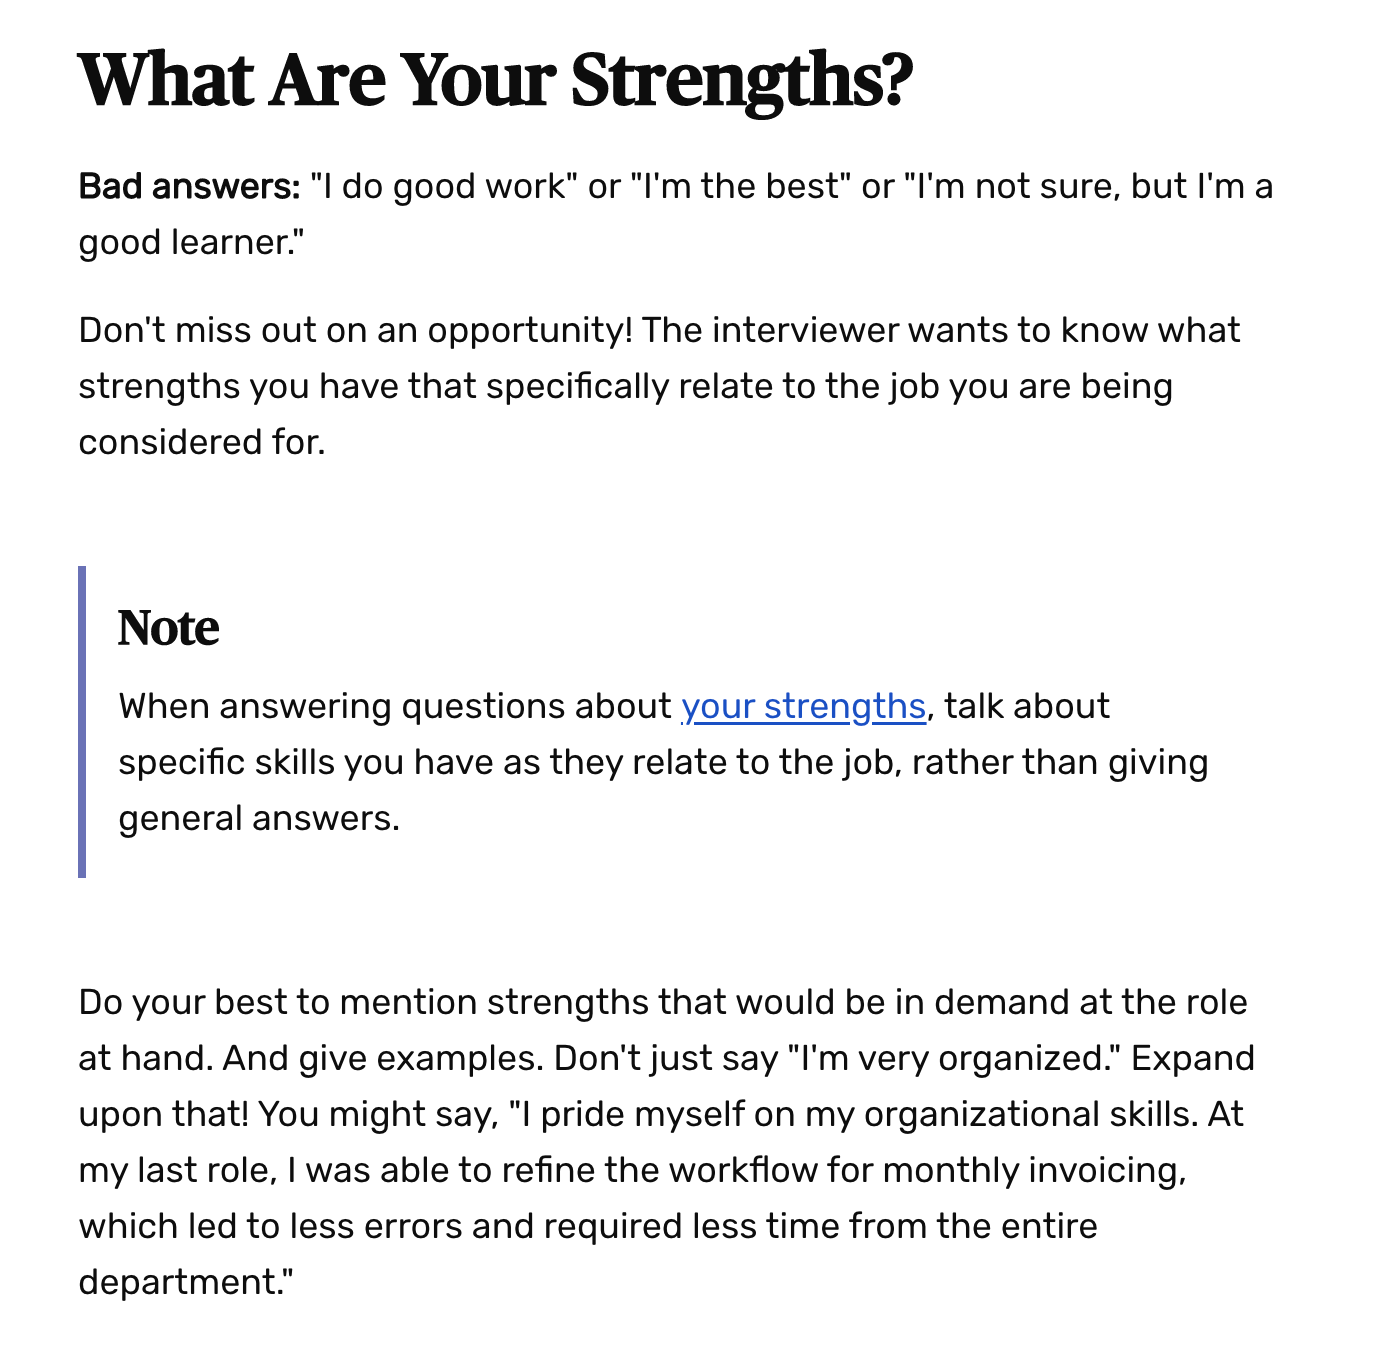 What Are Your Strengths?
Bad answers: "I do good work" or "I'm the best" or "I'm not sure, but I'm a
good learner."
Don't miss out on an opportunity! The interviewer wants to know what
strengths you have that specifically relate to the job you are being
considered for.
Note
When answering questions about your strengths, talk about
specific skills you have as they relate to the job, rather than giving
general answers.
Do your best to mention strengths that would be in demand at the role
at hand. And give examples. Don't just say "I'm very organized." Expand
upon that! You might say, "I pride myself on my organizational skills. At
my last role, I was able to refine the workflow for monthly invoicing,
which led to less errors and required less time from the entire
department."